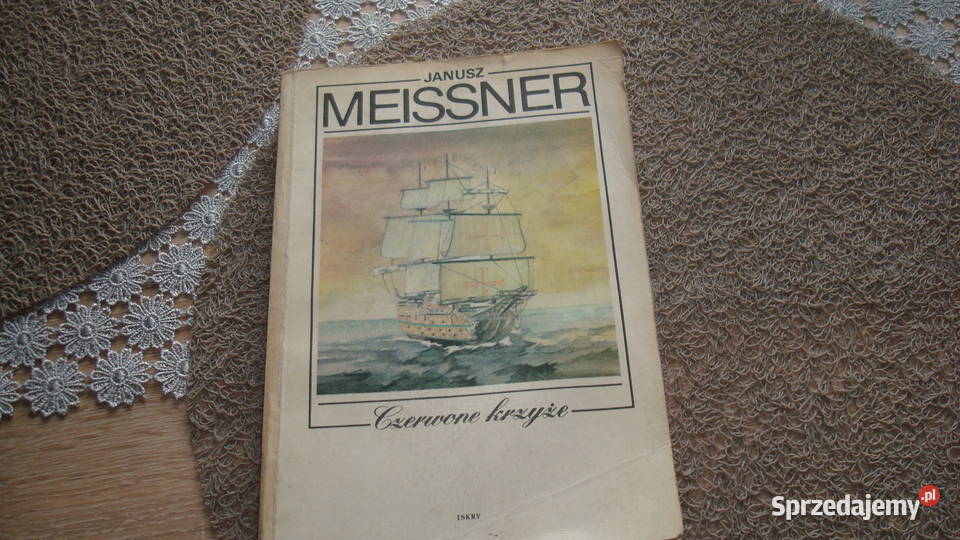 JANUSZ
MEISSNER
Czerwone krzyże
ISKRY
Sprzedajemy.pl